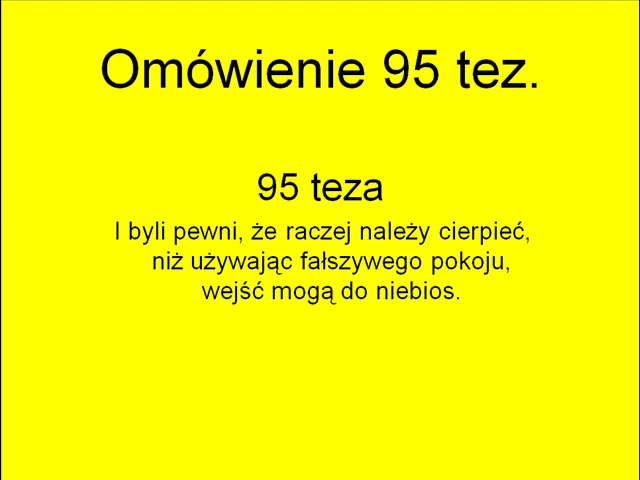 Omówienie 95 tez.
95 teza
I byli pewni, że raczej należy cierpieć,
niż używając fałszywego pokoju,
wejść mogą do niebios.